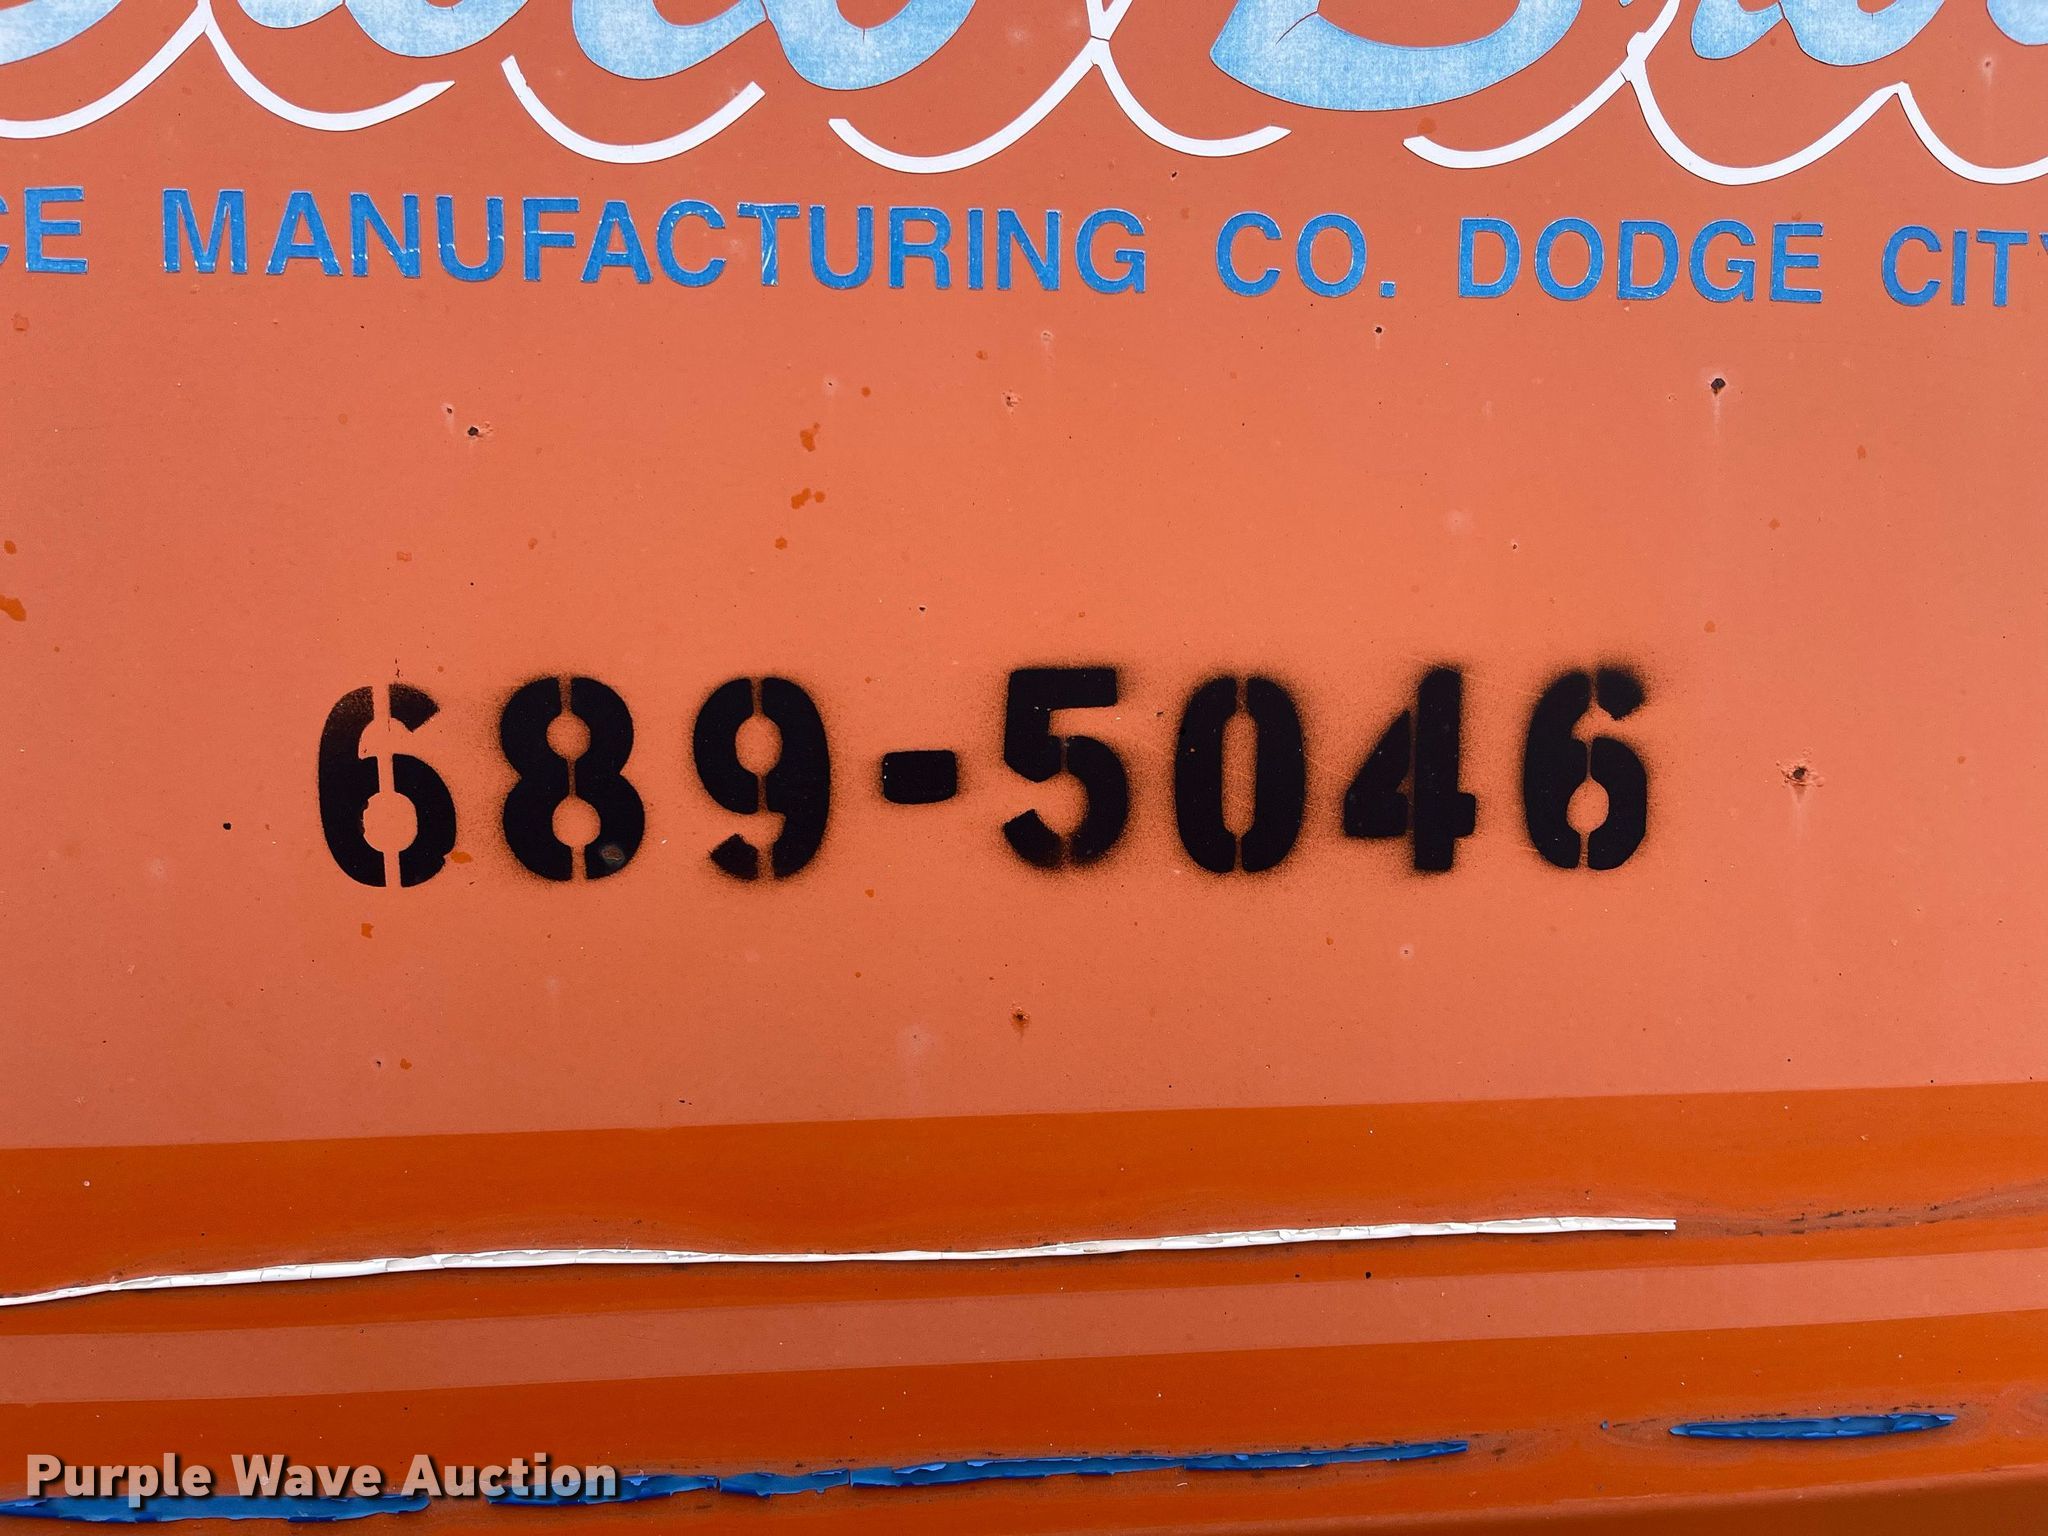 CE MANUFACTURING CO. DODGE CITY
689-5046
Purple Wave Auction